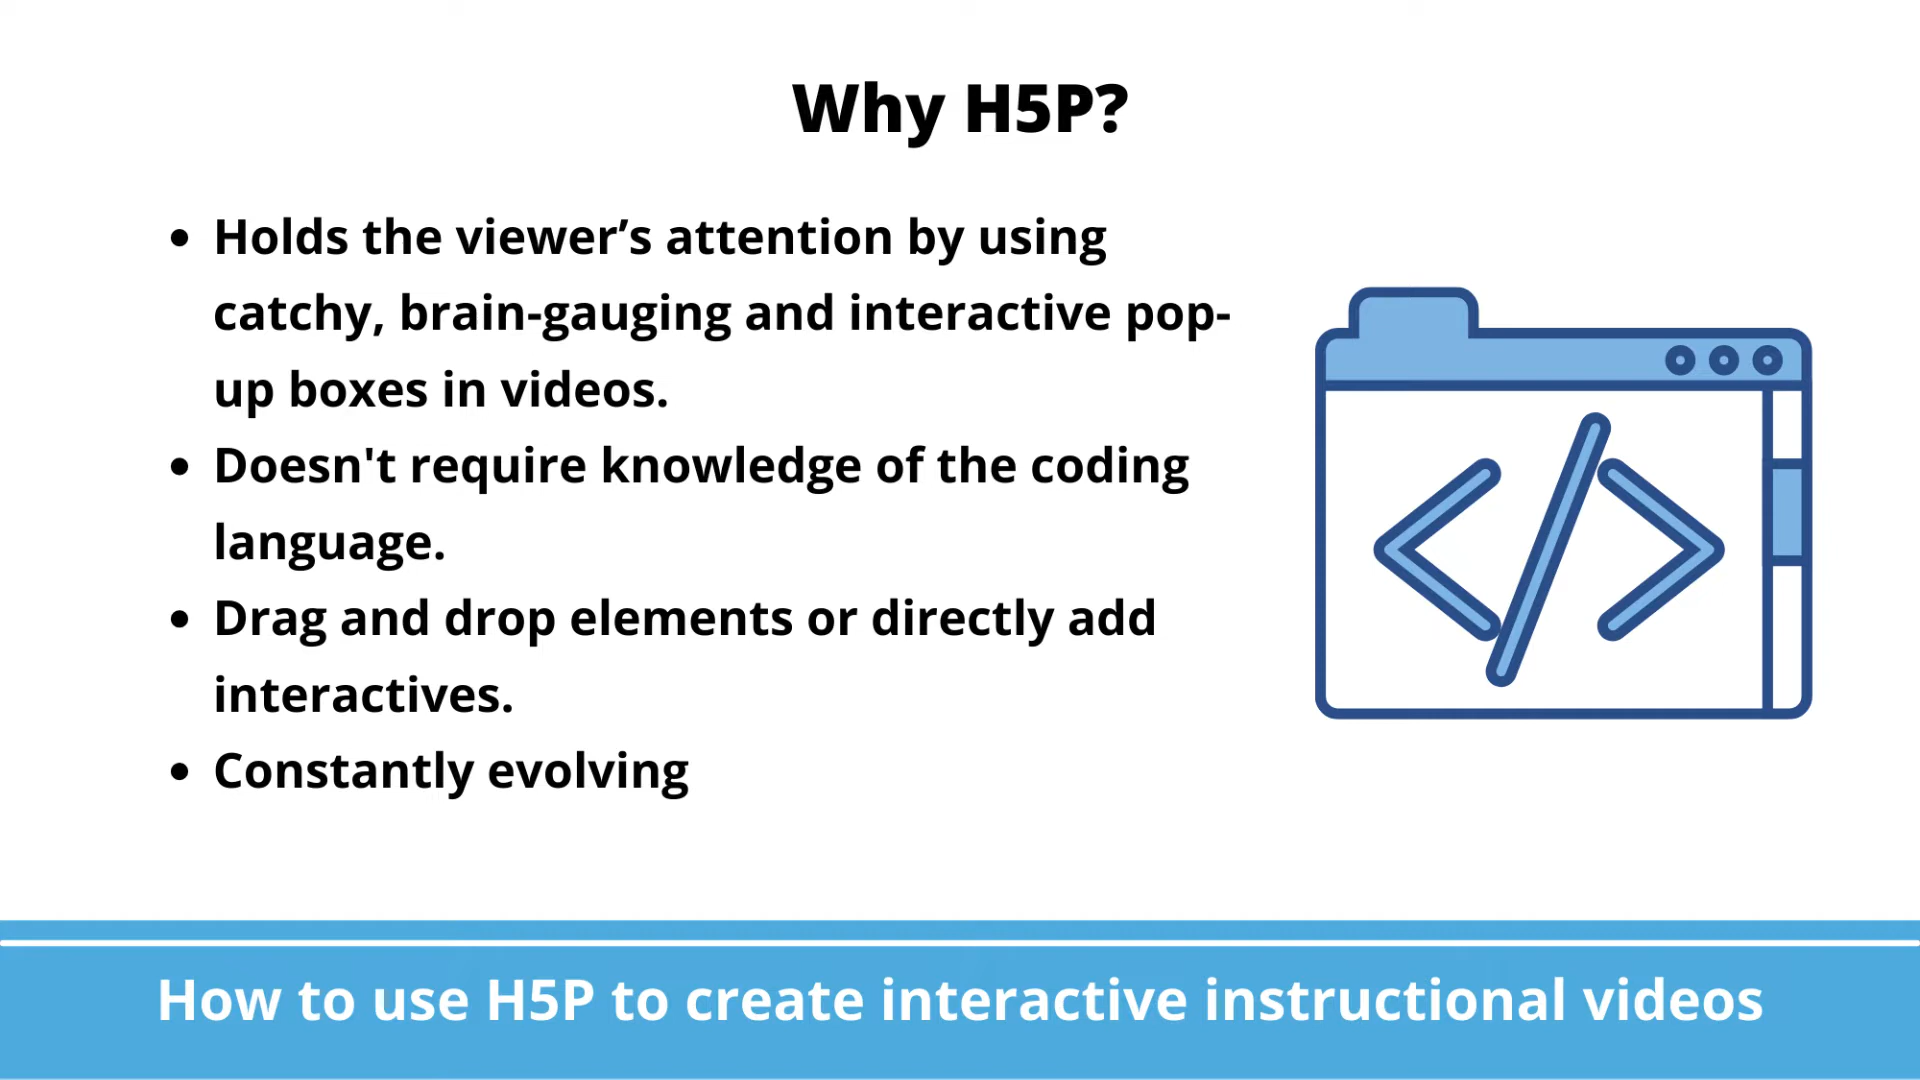 Why H5P?
• Holds the viewer’s attention by using
catchy, brain-gauging and interactive pop-
up boxes in videos.
• Doesn't require knowledge of the coding
language.
• Drag and drop elements or directly add
interactives.
• Constantly evolving
How to use H5P to create interactive instructional videos